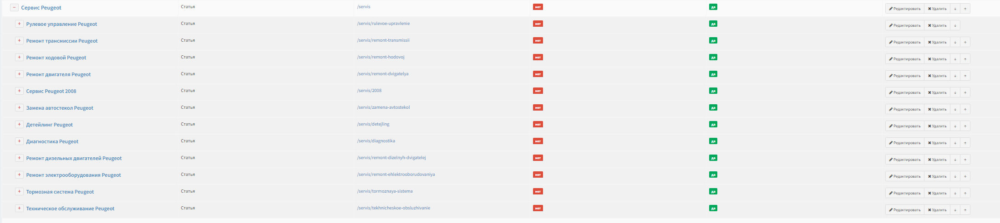 Сервис Peugeot Статья /servis нет да Редактировать Удалить ↓ ↑
Рулевое управление Peugeot Статья /servis/rulevoe-upravlenie нет да Редактировать Удалить ↓
Ремонт трансмиссии Peugeot Статья /servis/remont-transmissii нет да Редактировать Удалить ↓ ↑
Ремонт ходовой Peugeot Статья /servis/remont-hodovoj нет да Редактировать Удалить ↓ ↑
Ремонт двигателя Peugeot Статья /servis/remont-dvigatelya нет да Редактировать Удалить ↓ ↑
Сервис Peugeot 2008 Статья /servis/2008 нет да Редактировать Удалить ↓ ↑
Замена автостекол Peugeot Статья /servis/zamena-avtostekol нет да Редактировать Удалить ↓ ↑
Детейлинг Peugeot Статья /servis/detejling нет да Редактировать Удалить ↓ ↑
Диагностика Peugeot Статья /servis/diagnostika нет да Редактировать Удалить ↓ ↑
Ремонт дизельных двигателей Peugeot Статья /servis/remont-dizelnyh-dvigatelej нет да Редактировать Удалить ↓ ↑
Ремонт электрооборудования Peugeot Статья /servis/remont-ehlektrooborudovaniya нет да Редактировать Удалить ↓ ↑
Тормозная система Peugeot Статья /servis/tormoznaya-sistema нет да Редактировать Удалить ↓ ↑
Техническое обслуживание Peugeot Статья /servis/tekhnicheskoe-obsluzhivanie нет да Редактировать Удалить ↓ ↑